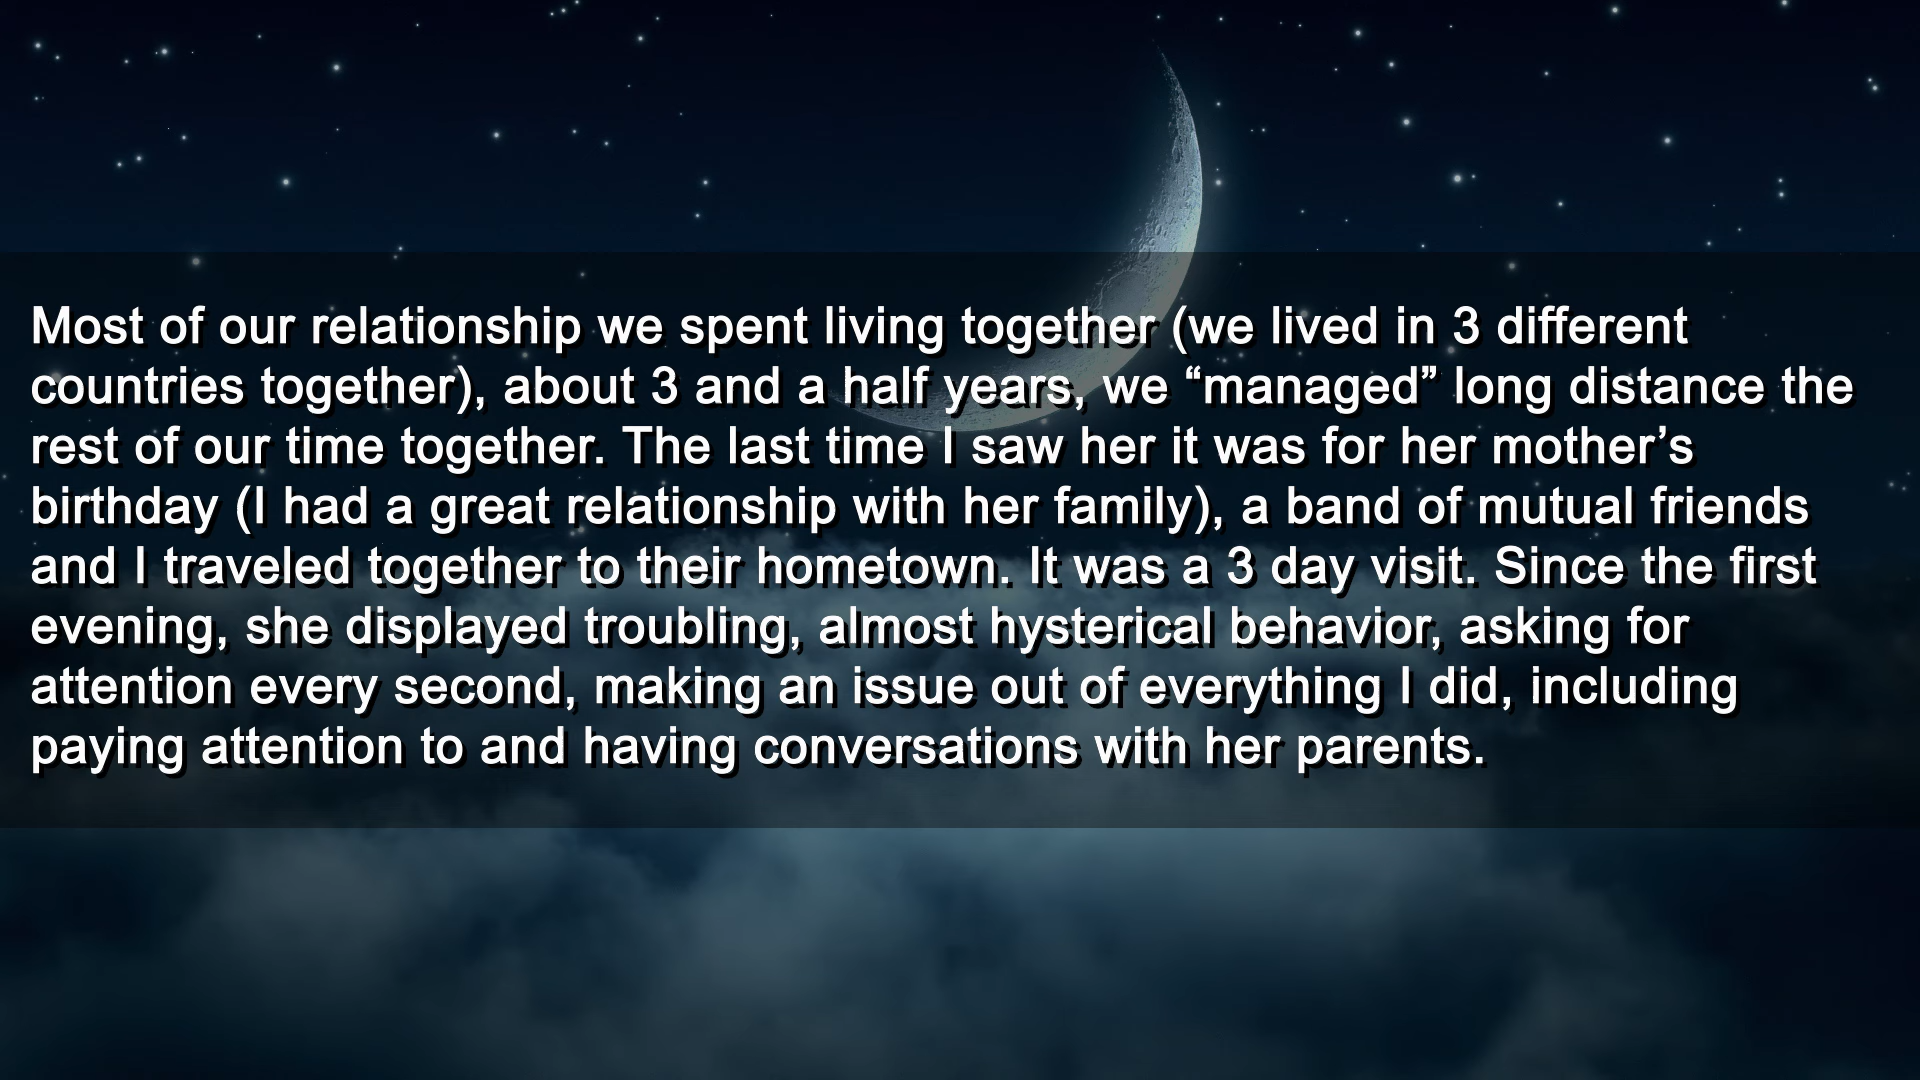 Most of our relationship we spent living together (we lived in 3 different
countries together), about 3 and a half years, we “managed” long distance the
rest of our time together. The last time I saw her it was for her mother’s
birthday (I had a great relationship with her family), a band of mutual friends
and I traveled together to their hometown. It was a 3 day visit. Since the first
evening, she displayed troubling, almost hysterical behavior, asking for
attention every second, making an issue out of everything I did, including
paying attention to and having conversations with her parents.